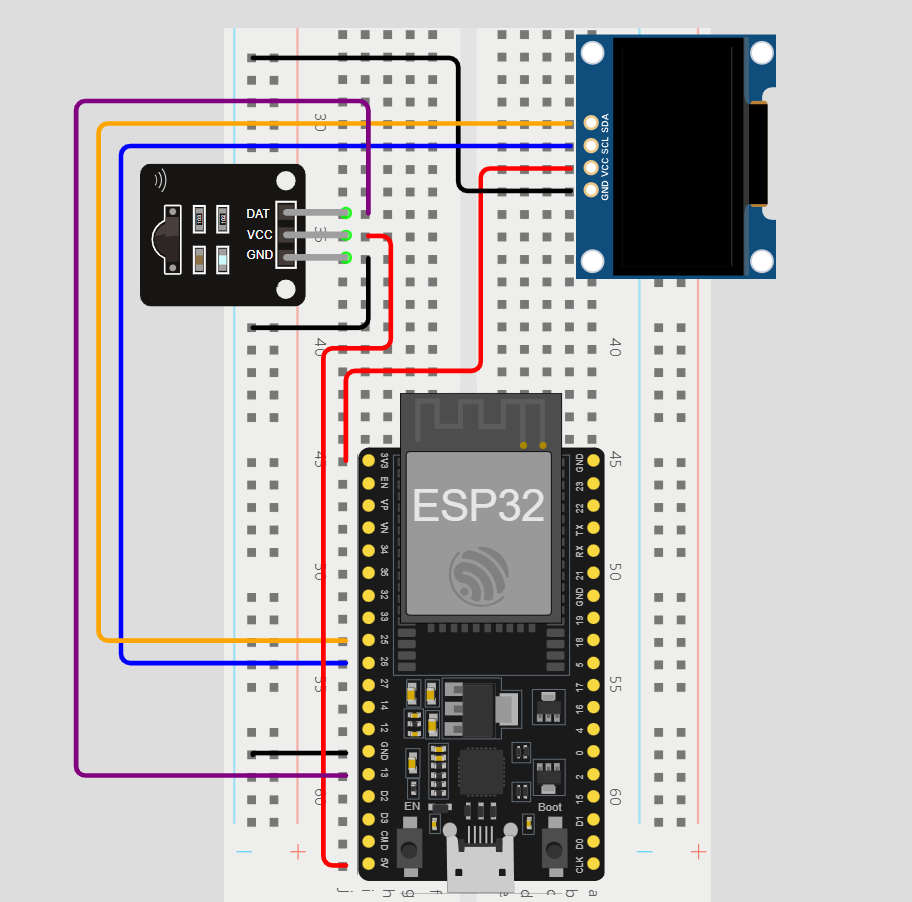 30
SDA
SCL
VCC
GND
DAT
VCC
GND
35
40
40
45
45
ESP32
3V3
EN
VP
VN
34
35
32
33
25
26
27
14
12
GND
13
D2
D3
CMD
5V
GND
23
22
TX
RX
21
GND
19
18
5
17
16
4
0
2
15
D1
D0
CLK
50
50
55
55
60
60
EN
Boot
j
i
h
g
f
e
d
c
b
a